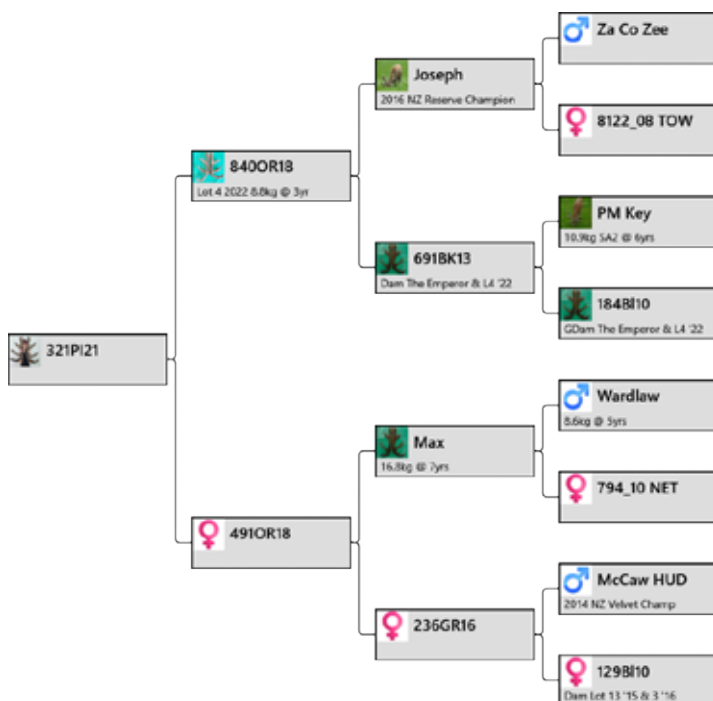 Za Co Zee
Joseph
2016 NZ Reserve Champion
8122_08 TOW
840OR18
Lot 4 2022 8.8kg @ 3yr
PM Key
10.9kg SA2 @ 6yrs
691BK13
Dam The Emperor & L4 '22
184Bl10
GDam The Emperor & L4 '22
321PI21
Wardlaw
8.6kg @ 5yrs
Max
16.8kg @ 7yrs
794_10 NET
491OR18
McCaw HUD
2014 NZ Velvet Champ
236GR16
129Bl10
Dam Lot 13 '15 & 3 '16